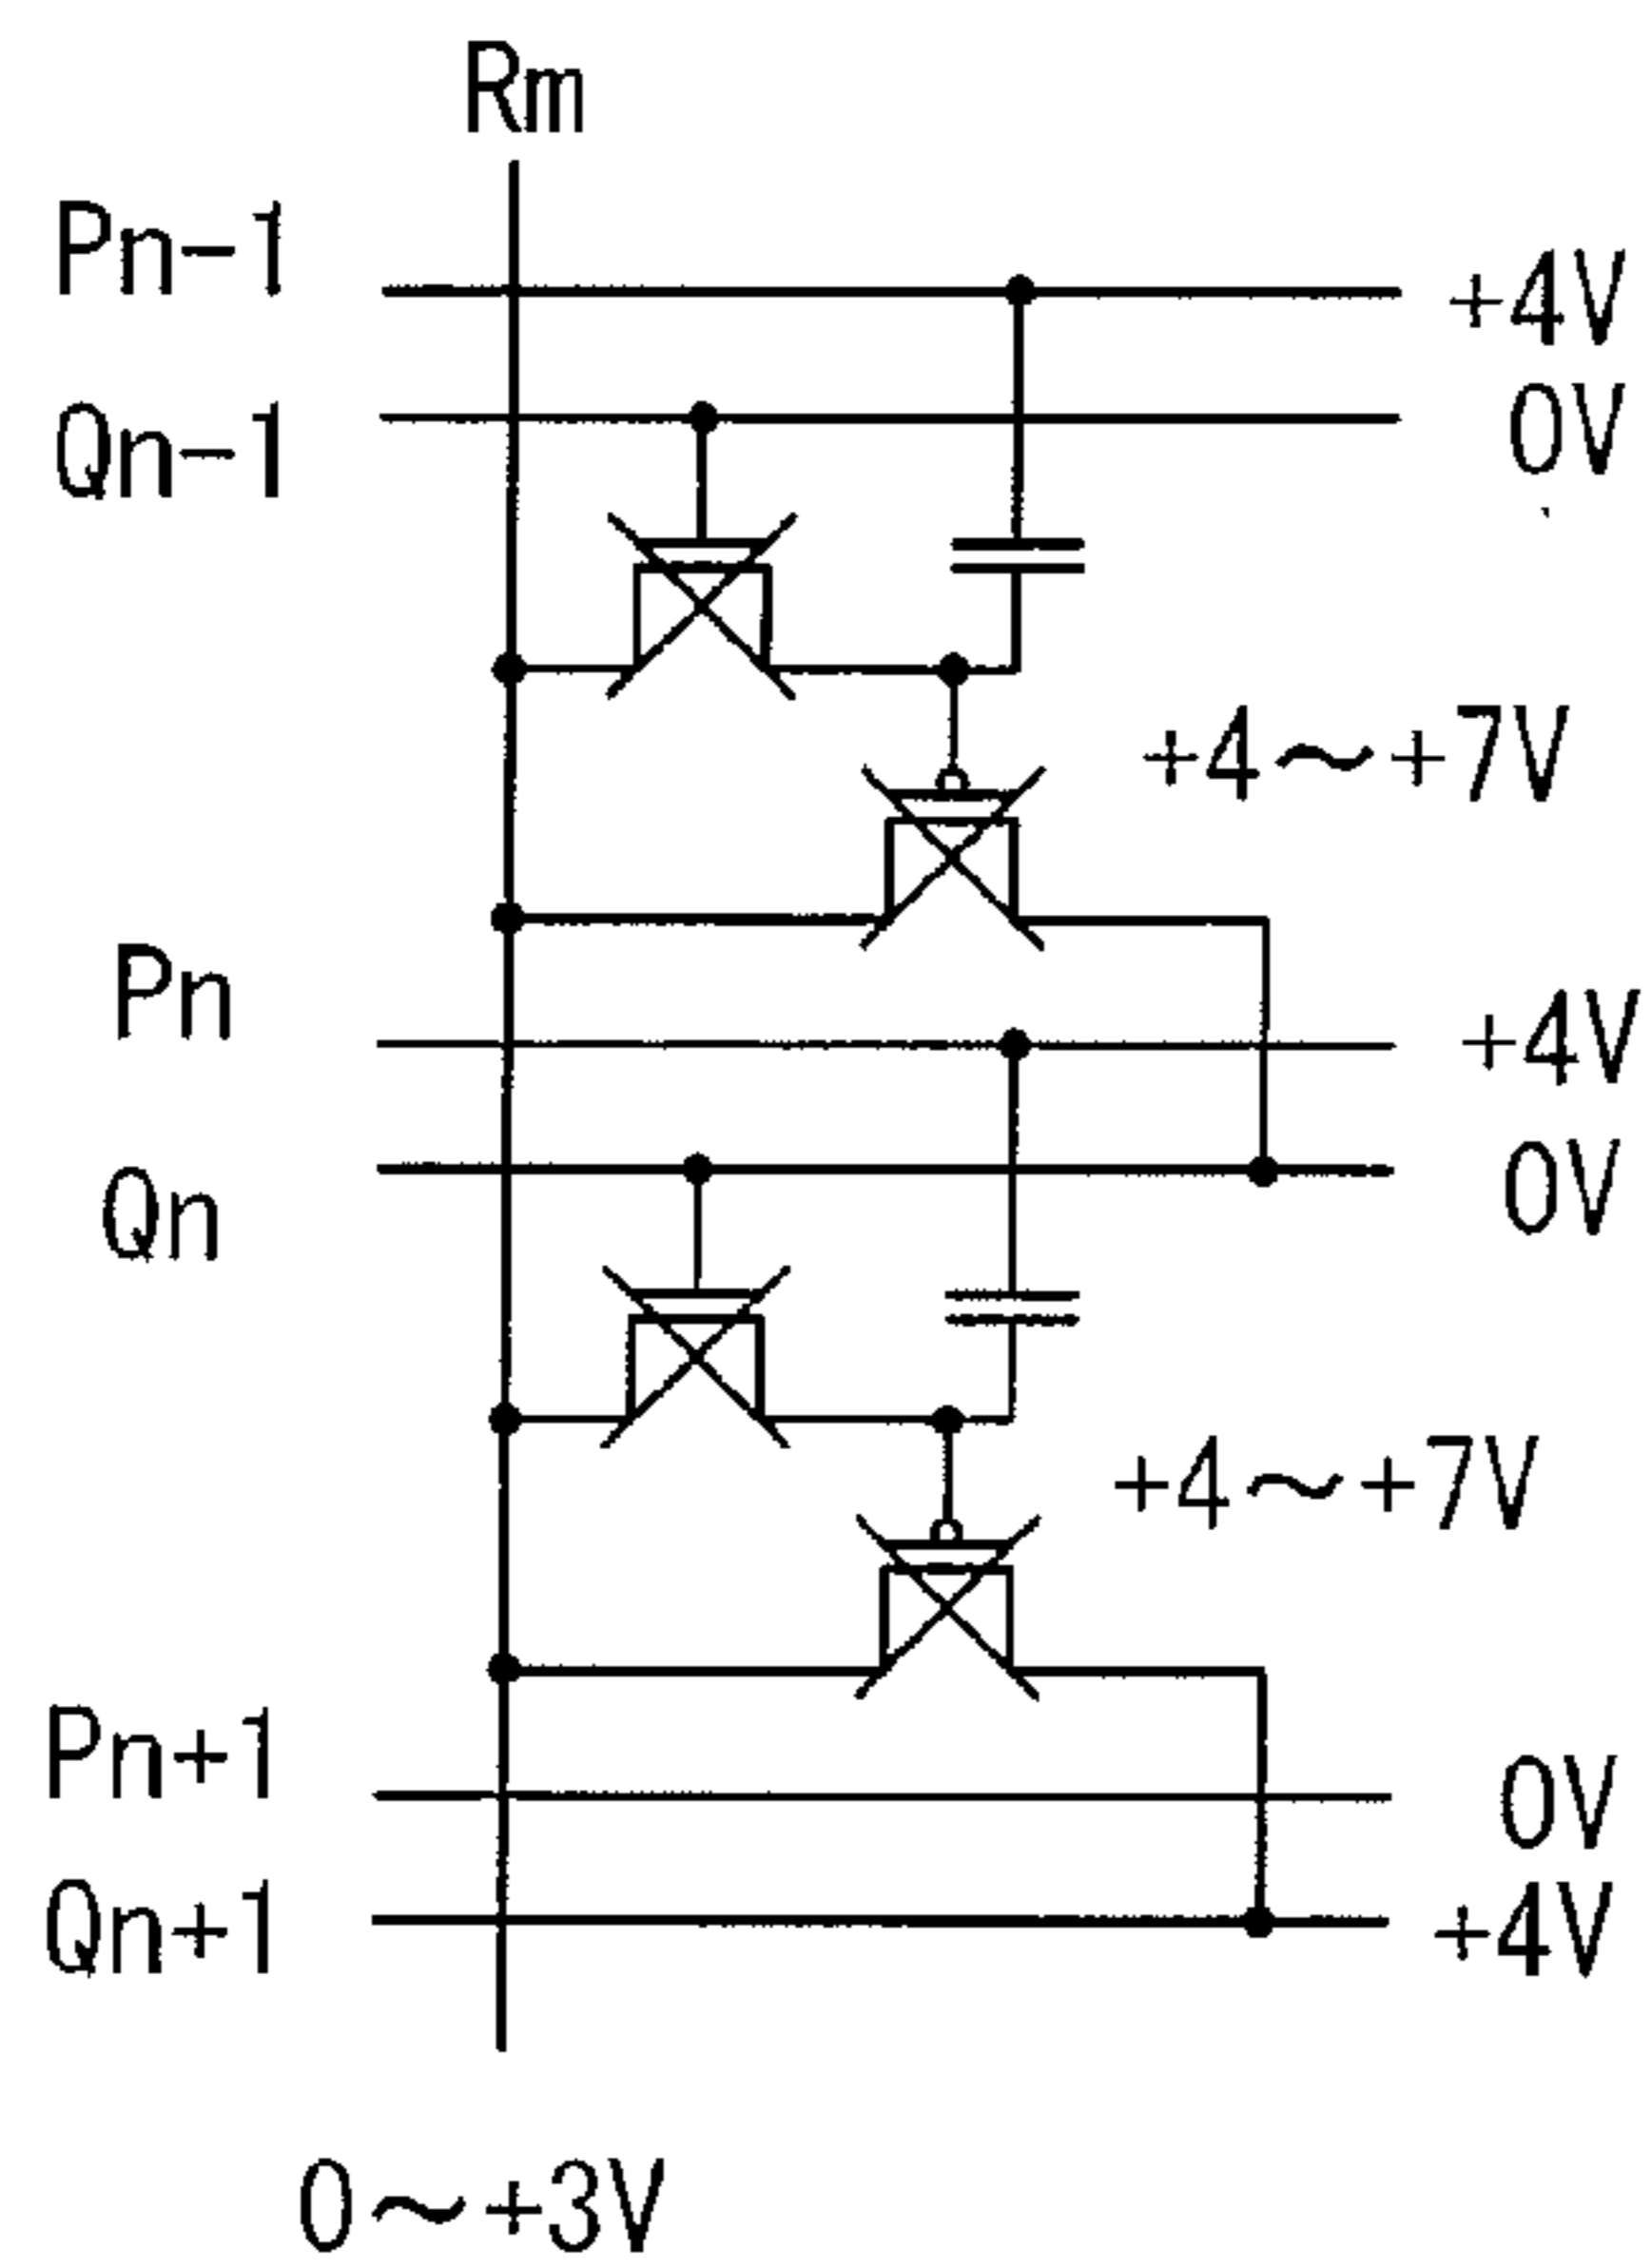 Rm
Pn-1
+4V
Qn-1
0V
+4～+7V
Pn
+4V
Qn
0V
+4～+7V
Pn+1
0V
Qn+1
+4V
0～+3V